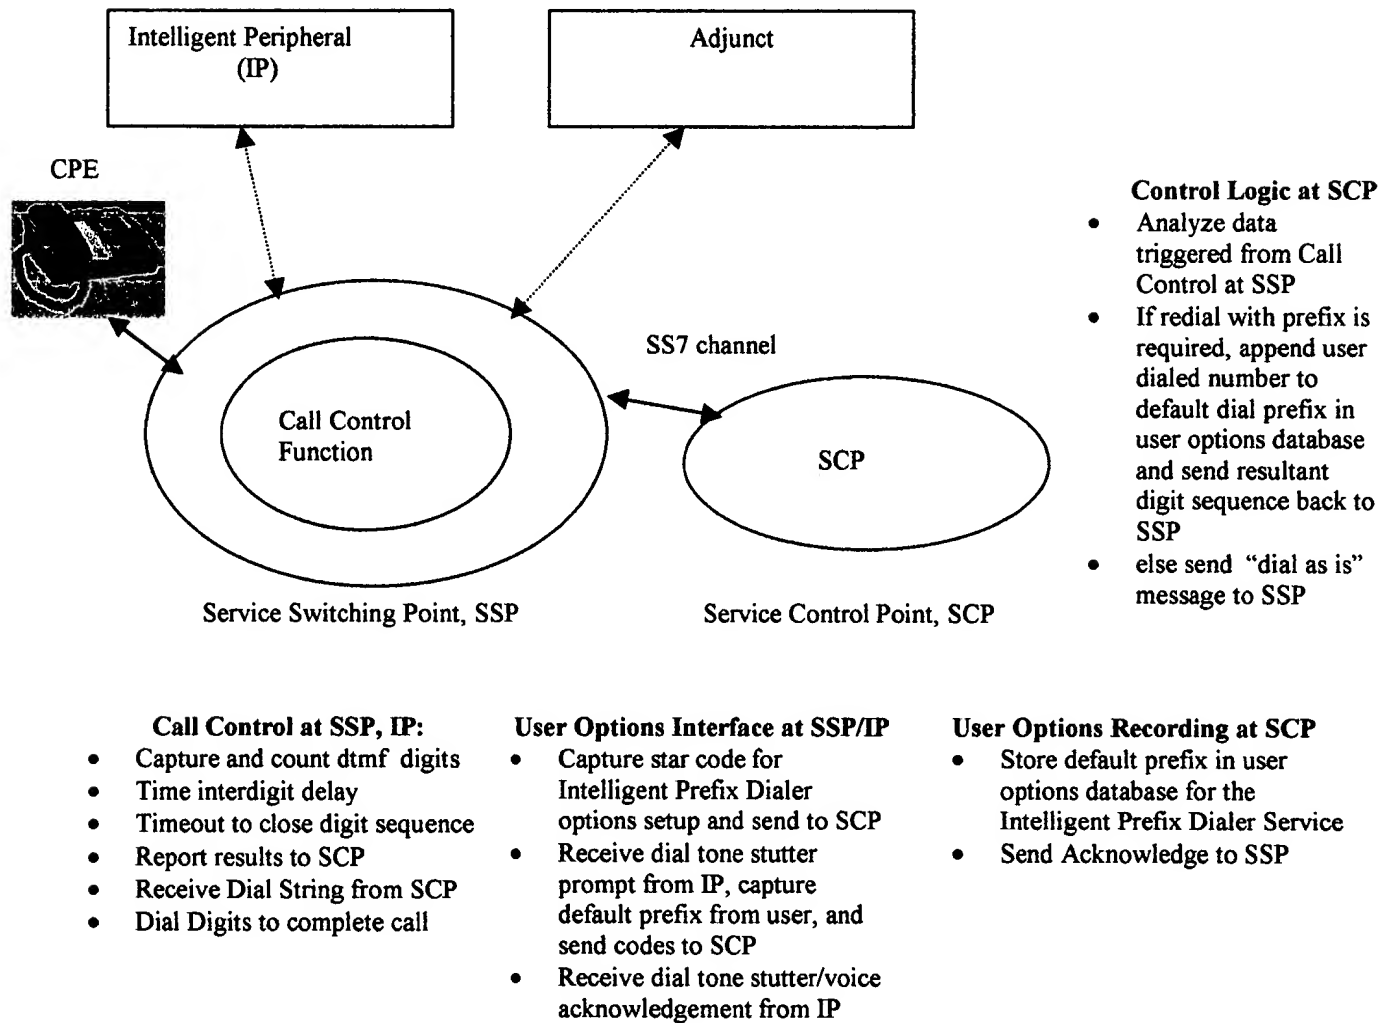 Intelligent Peripheral
(IP)
Adjunct
CPE
SS7 channel
Call Control
Function
SCP
Service Switching Point, SSP
Service Control Point, SCP
Control Logic at SCP
• Analyze data
triggered from Call
Control at SSP
• If redial with prefix is
required, append user
dialed number to
default dial prefix in
user options database
and send resultant
digit sequence back to
SSP
• else send “dial as is”
message to SSP
Call Control at SSP, IP:
• Capture and count dtmf digits
• Time interdigit delay
• Timeout to close digit sequence
• Report results to SCP
• Receive Dial String from SCP
• Dial Digits to complete call
User Options Interface at SSP/IP
• Capture star code for
Intelligent Prefix Dialer
options setup and send to SCP
• Receive dial tone stutter
prompt from IP, capture
default prefix from user, and
send codes to SCP
• Receive dial tone stutter/voice
acknowledgement from IP
User Options Recording at SCP
• Store default prefix in user
options database for the
Intelligent Prefix Dialer Service
• Send Acknowledge to SSP